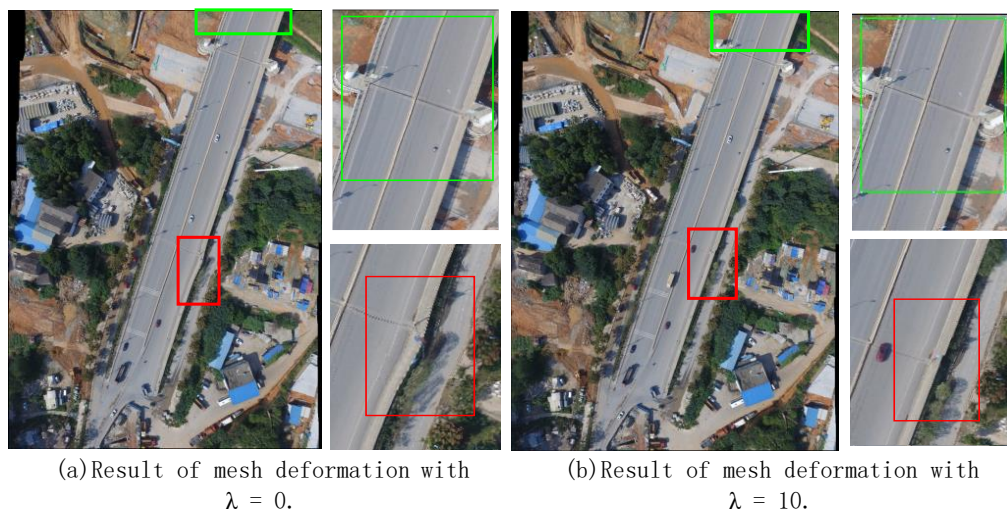 (a)Result of mesh deformation with
λ = 0.
(b)Result of mesh deformation with
λ = 10.